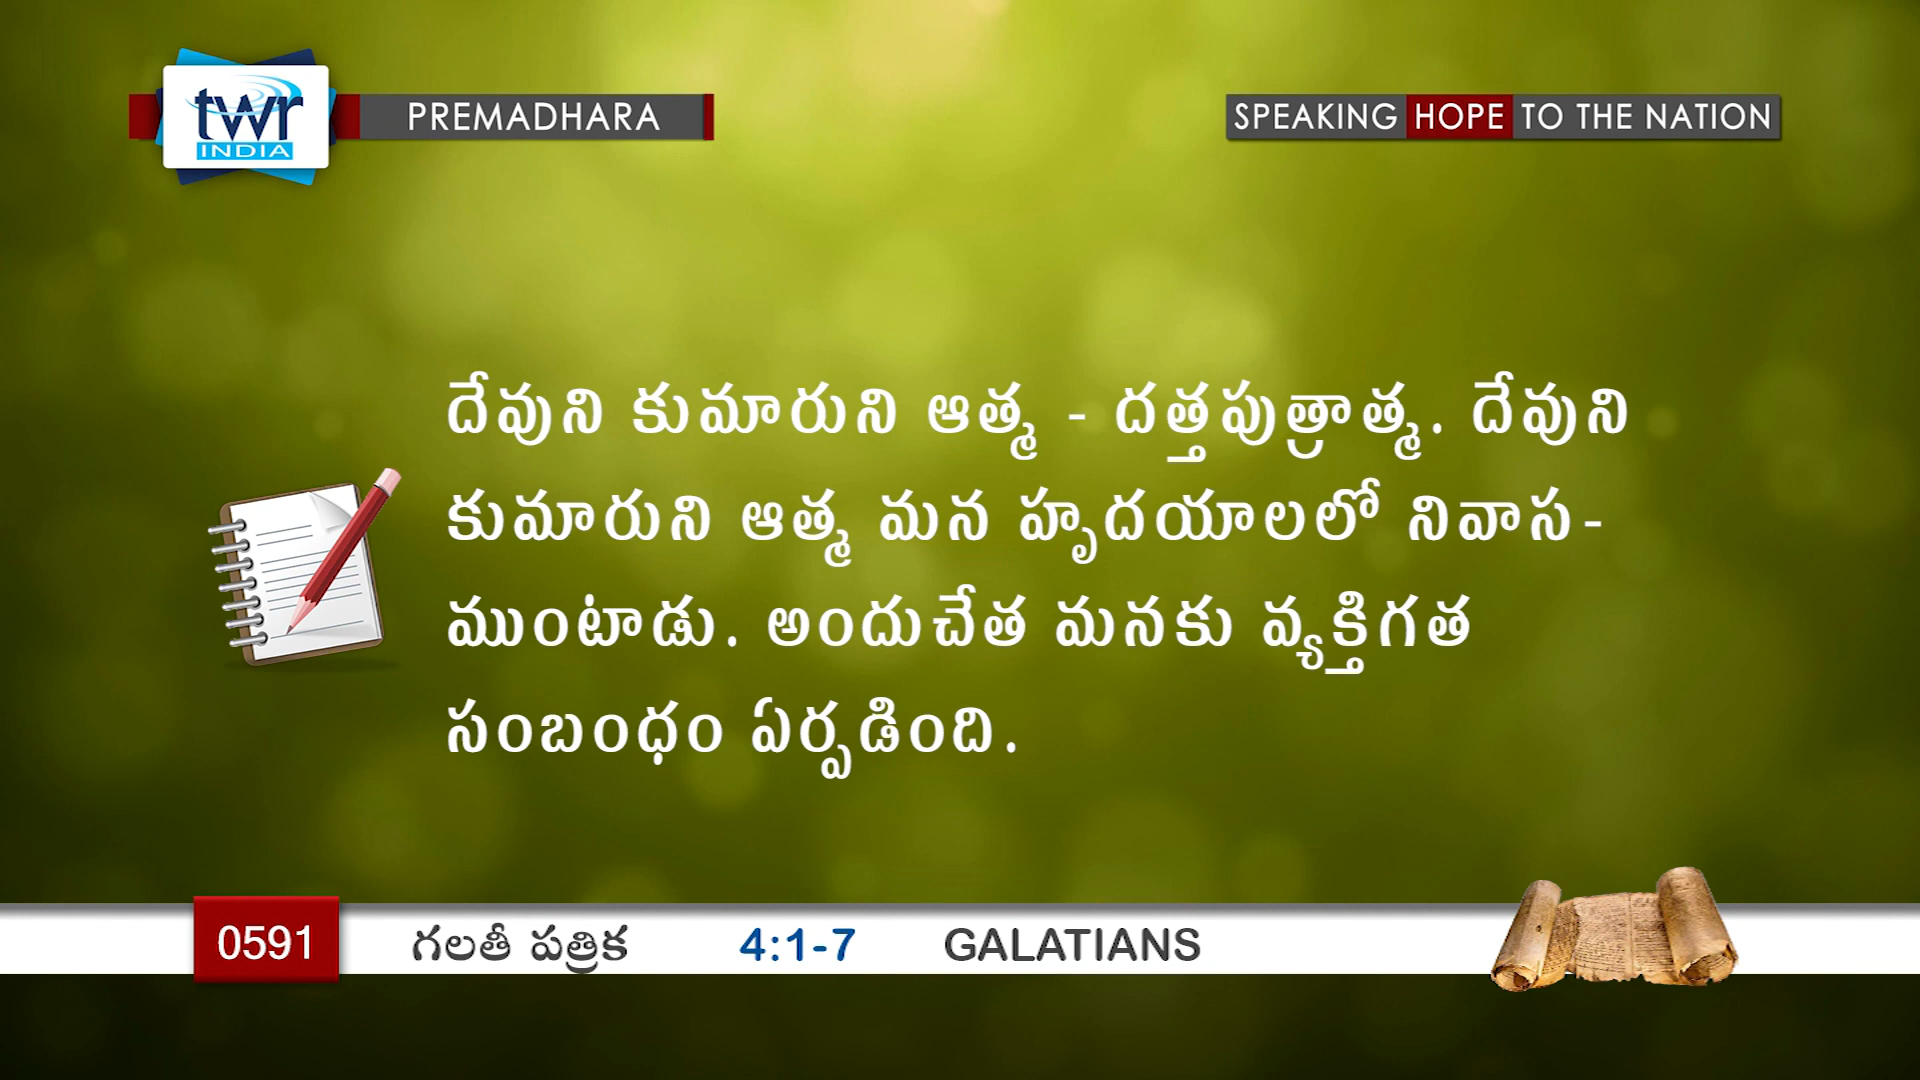 twr
INDIA
PREMADHARA
SPEAKING HOPE TO THE NATION
దేవుని కుమారుని ఆత్మ - దత్తపుత్రాత్మ. దేవుని
కుమారుని ఆత్మ మన హృదయాలలో నివాస-
ముంటాడు. అందుచేత మనకు వ్యక్తిగత
సంబంధం ఏర్పడింది.
0591 గలతీ పత్రిక 4:1-7 GALATIANS